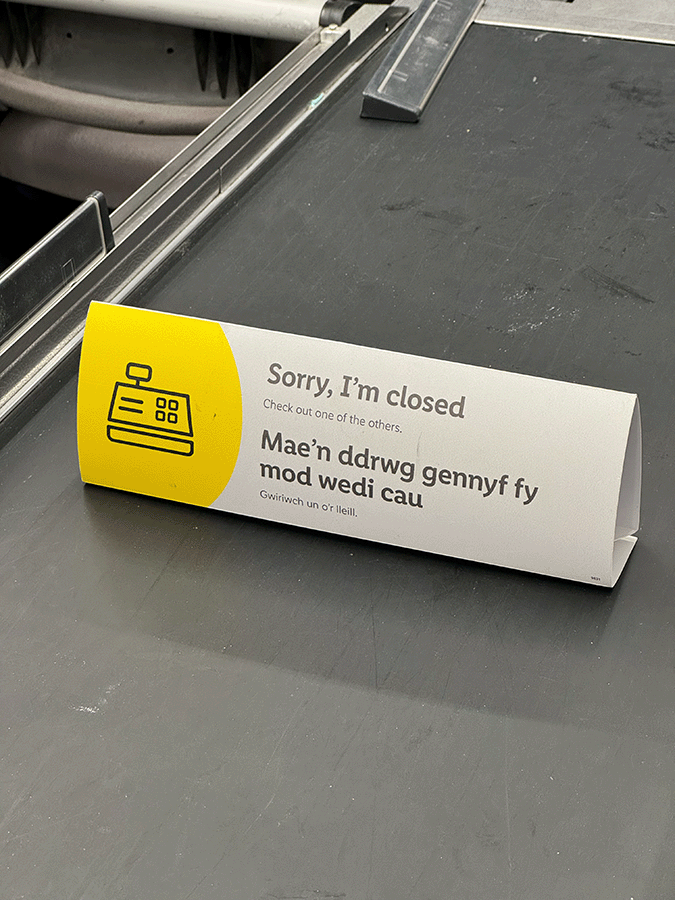 Sorry, I'm closed
Check out one of the others.
Mae'n ddrwg gennyf fy
mod wedi cau
Gwiriwch un o'r lleill.